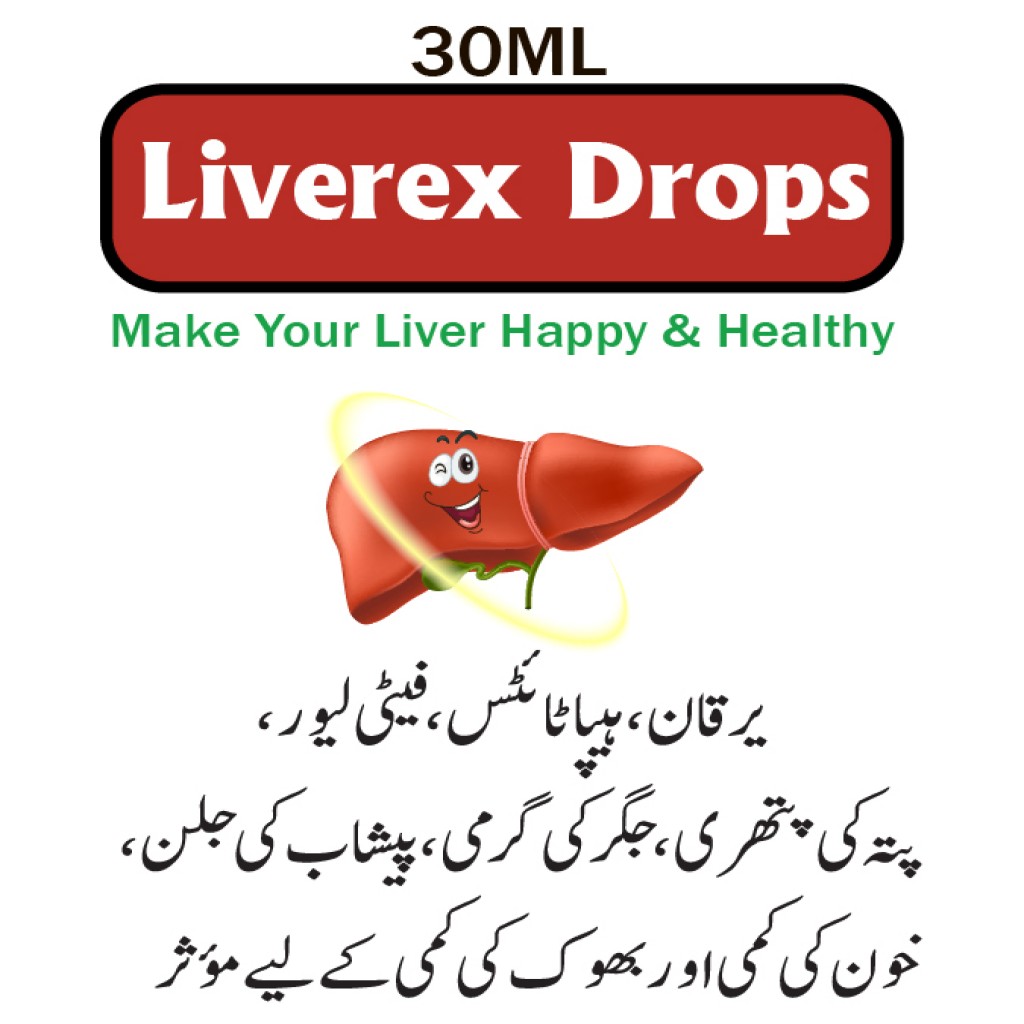 30ML
Liverex Drops
Make Your Liver Happy & Healthy
یرقان، ہیپاٹائٹس، فیٹی لیور،
پتہ کی پتھری، جگر کی گرمی، پیشاب کی جلن،
خون کی کمی اور بھوک کی کمی کے لیے مؤثر